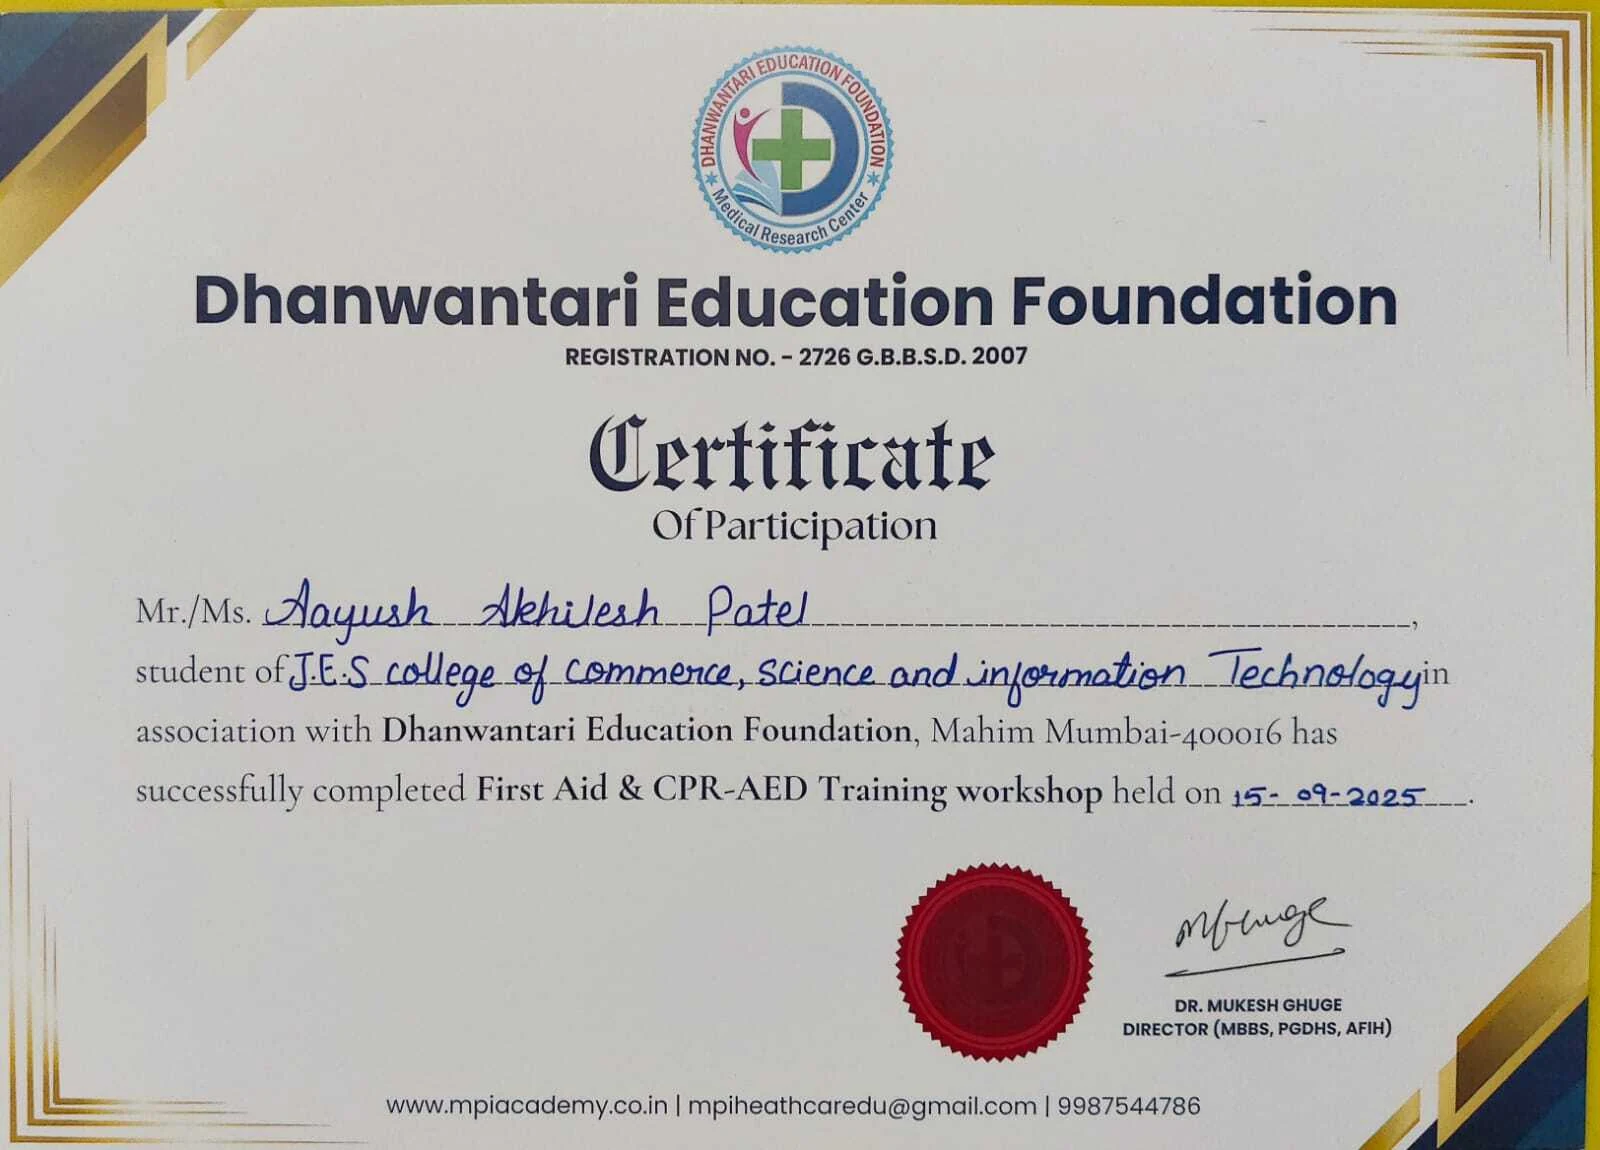 DHANWANTARI EDUCATION FOUNDATION
Medical Research Center
Dhanwantari Education Foundation
REGISTRATION NO. - 2726 G.B.B.S.D. 2007
Certificate
Of Participation
Mr./Ms. Aayush Akhilesh Patel,
student of J.E.S college of commerce, science and information Technology in
association with Dhanwantari Education Foundation, Mahim Mumbai-400016 has
successfully completed First Aid & CPR-AED Training workshop held on 15-09-2025.
DR. MUKESH GHUGE
DIRECTOR (MBBS, PGDHS, AFIH)
www.mpiacademy.co.in | mpiheathcaredu@gmail.com | 9987544786